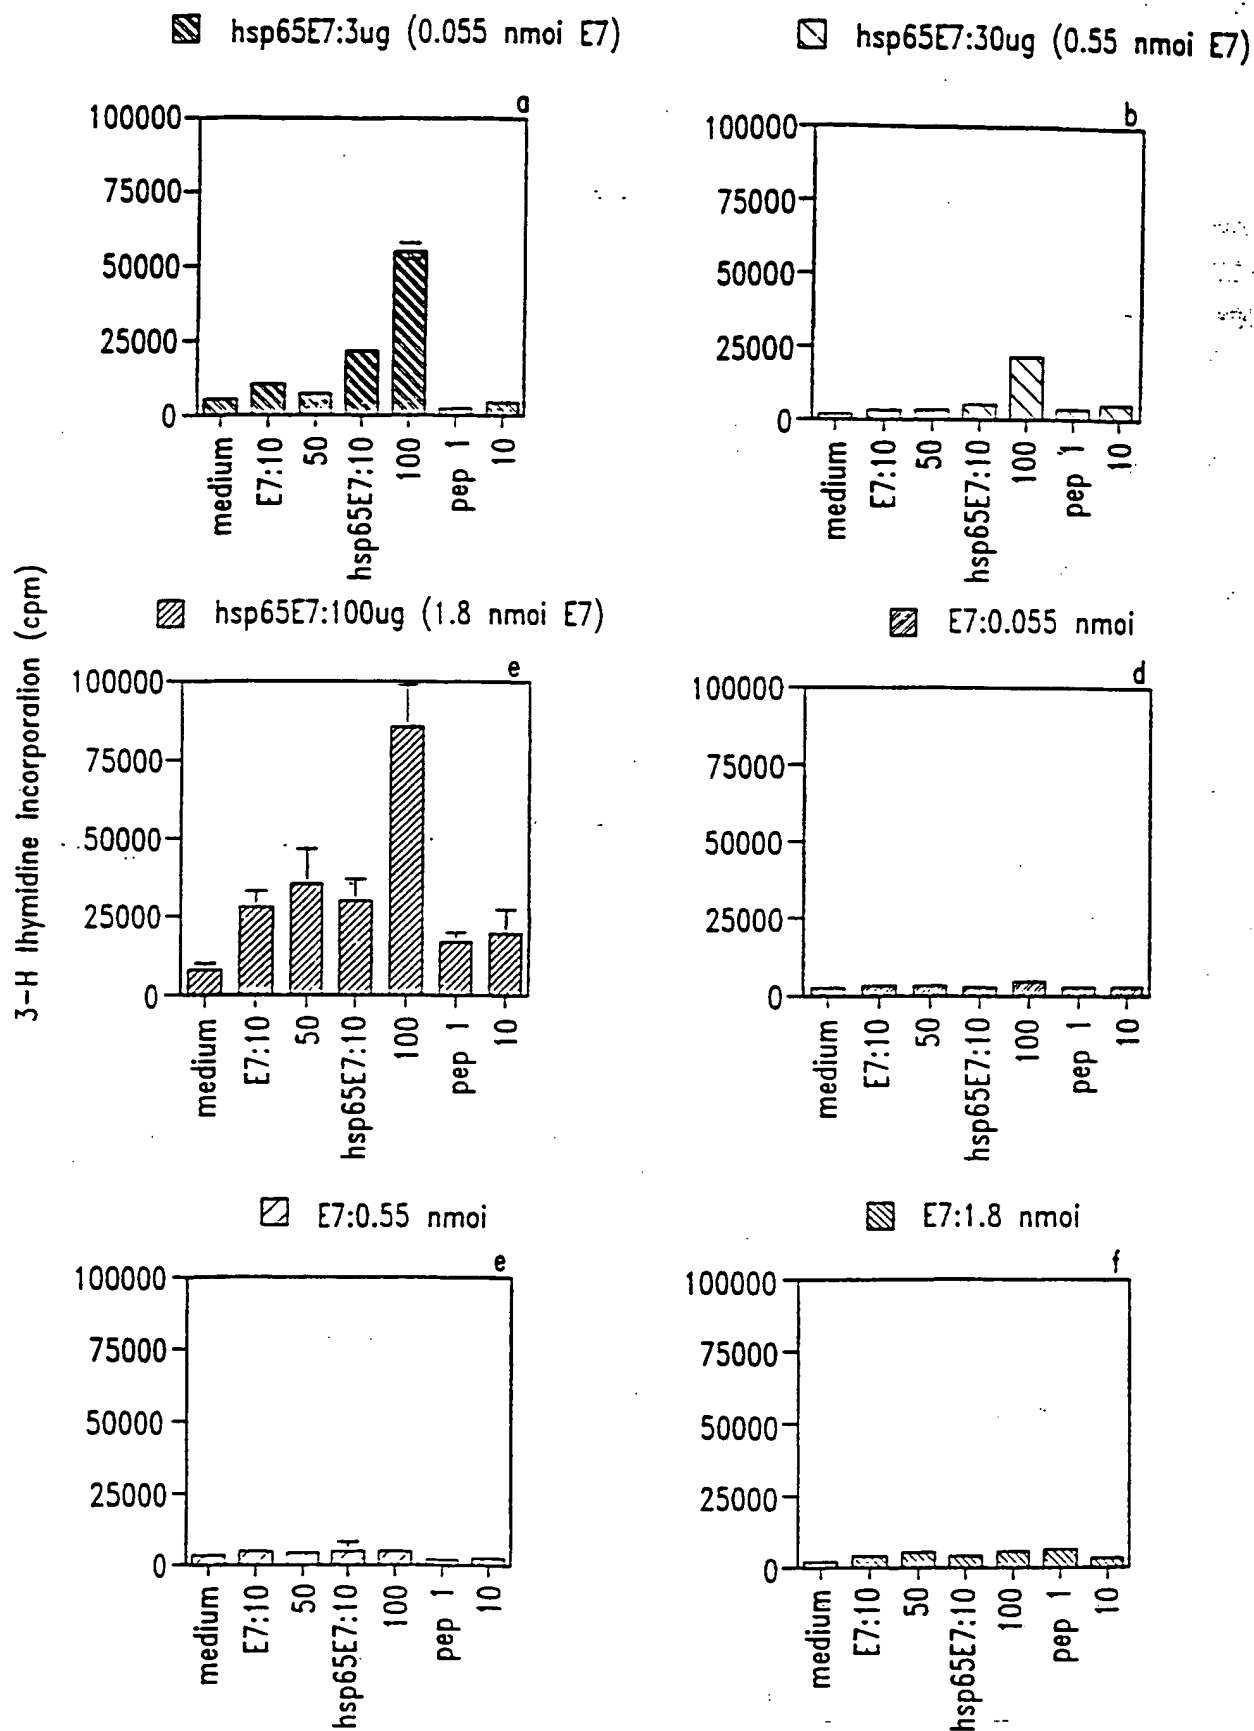 hsp65E7:3ug (0.055 nmoi E7)
hsp65E7:30ug (0.55 nmoi E7)
a
100000
75000
50000
25000
0
medium
E7:10
50
hsp65E7:10
100
pep 1
10
b
100000
75000
50000
25000
0
medium
E7:10
50
hsp65E7:10
100
pep 1
10
3-H Ihymidine incorporation (cpm)
hsp65E7:100ug (1.8 nmoi E7)
E7:0.055 nmoi
e
100000
75000
50000
25000
0
medium
E7:10
50
hsp65E7:10
100
pep 1
10
d
100000
75000
50000
25000
0
medium
E7:10
50
hsp65E7:10
100
pep 1
10
E7:0.55 nmoi
E7:1.8 nmoi
e
100000
75000
50000
25000
0
medium
E7:10
50
hsp65E7:10
100
pep 1
10
f
100000
75000
50000
25000
0
medium
E7:10
50
hsp65E7:10
100
pep 1
10